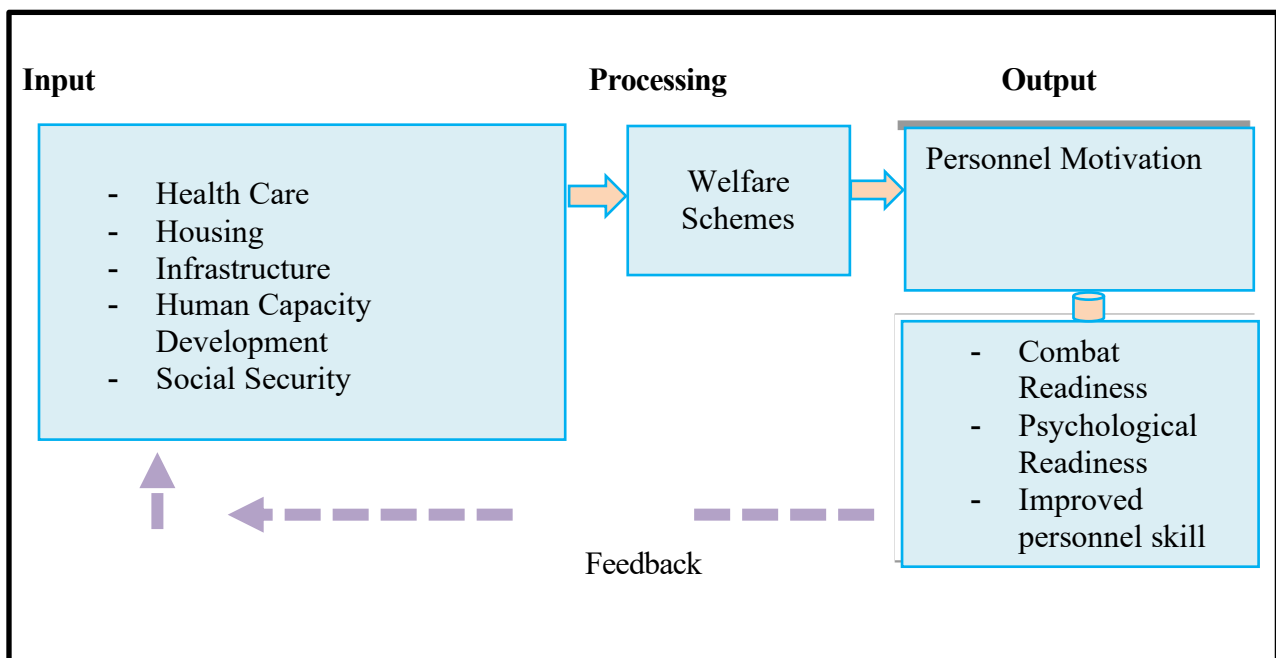 Input
Processing
Output
- Health Care
- Housing
- Infrastructure
- Human Capacity
Development
- Social Security
Welfare
Schemes
Personnel Motivation
- Combat
Readiness
- Psychological
Readiness
- Improved
personnel skill
Feedback